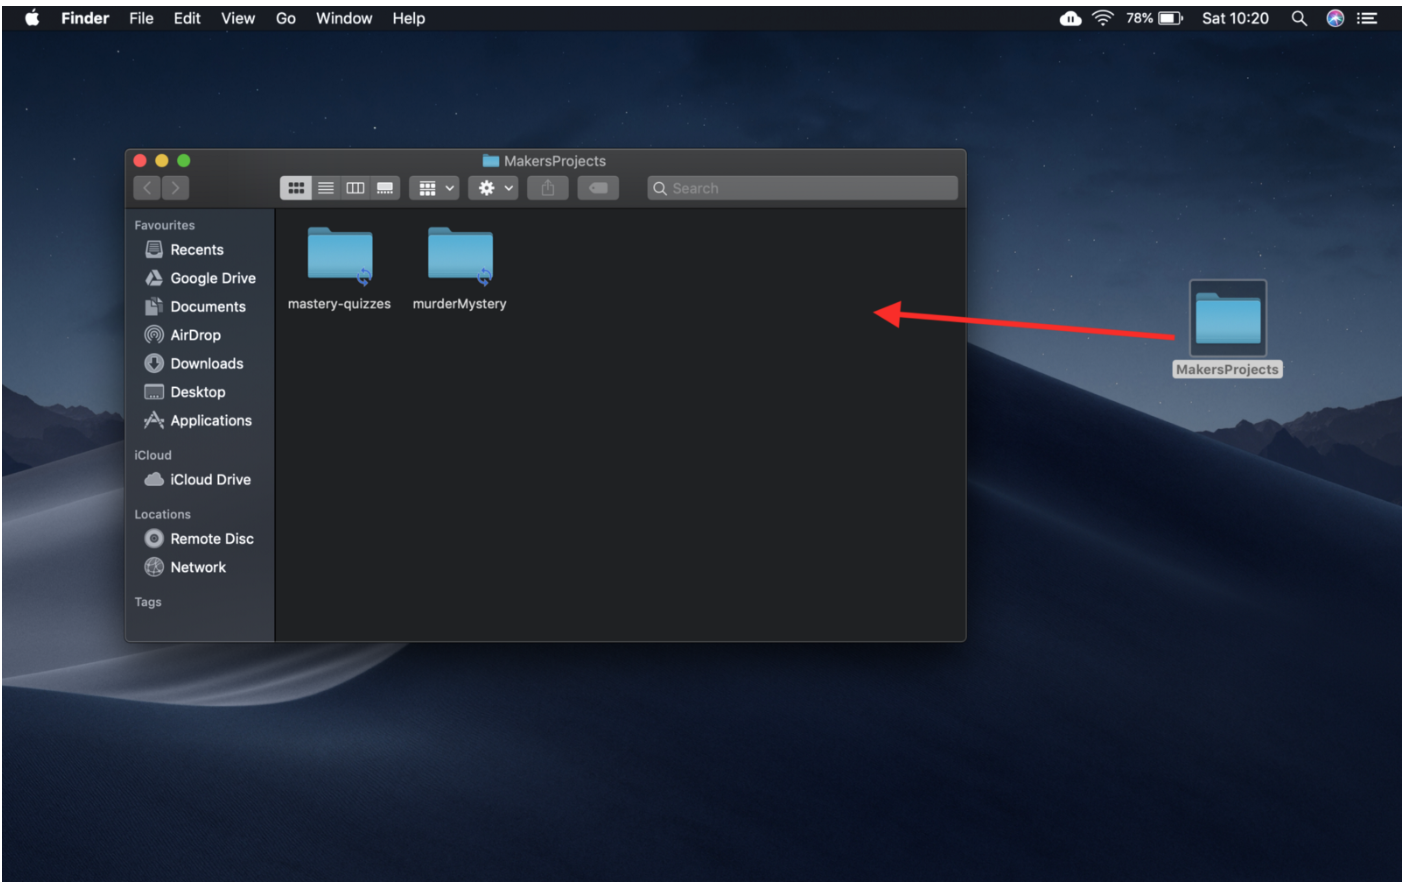 Finder File Edit View Go Window Help 78% Sat 10:20
MakersProjects
Search
Favourites
Recents
Google Drive
Documents
AirDrop
Downloads
Desktop
Applications
iCloud
iCloud Drive
Locations
Remote Disc
Network
Tags
mastery-quizzes murderMystery
MakersProjects